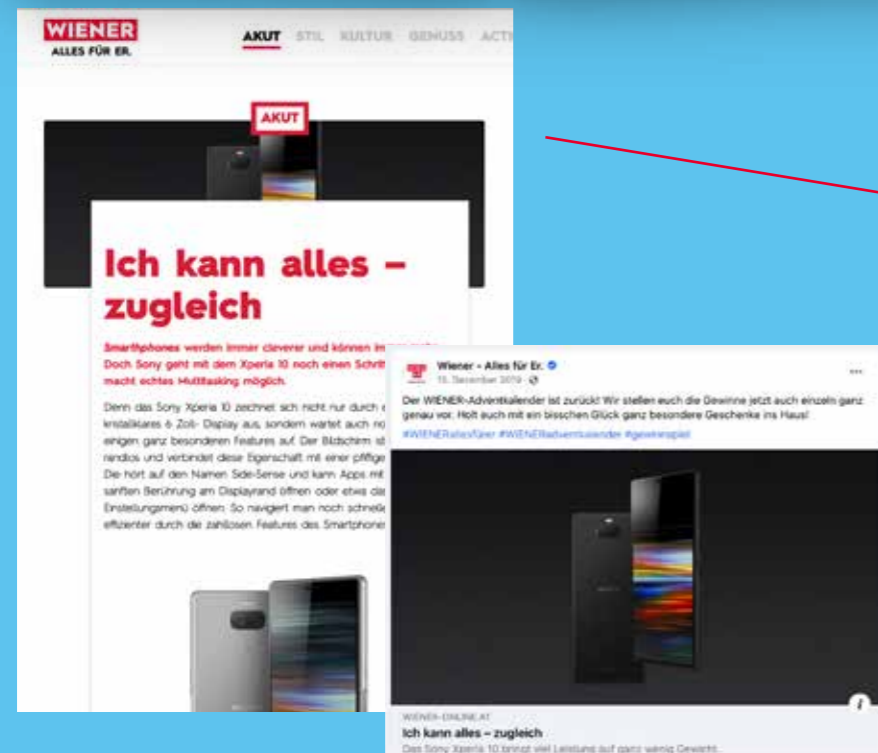 WIENER
ALLES FÜR ER.
AKUT STIL KULTUR GENUSS
AKUT
Ich kann alles –
zugleich
Smartphones werden immer cleverer und können
Doch Sony geht mit dem Xperia 10 noch einen Schritt
macht echtes Multitasking möglich.
Denn das Sony Xperia 10 zeichnet sich nicht nur durch
kristallklares 6 Zoll- Display aus, sondern wartet auch
einigen ganz besonderen Features auf. Der Bildschirm
randlos und verbindet diese Eigenschaft mit einer
Die hört auf den Namen Side-Sense und kann Apps mit
sanften Berührung am Displayrand öffnen oder etwa
Einstellungsmenü öffnen. So navigiert man noch
effizienter durch die zahllosen Features des
Wiener – Alles für Er.
15. Dezember 2019
Der WIENER-Adventkalender ist zurück! Wir stellen euch die Gewinne jetzt auch einzeln ganz
genau vor. Holt euch mit ein bisschen Glück ganz besondere Geschenke ins Haus!
#WIENERallesfürer #WIENERadventkalender #gewinnspiel
WIENER-ONLINE.AT
Ich kann alles – zugleich
Das Sony Xperia 10 bringt viel Leistung auf ganz wenig Gewicht.